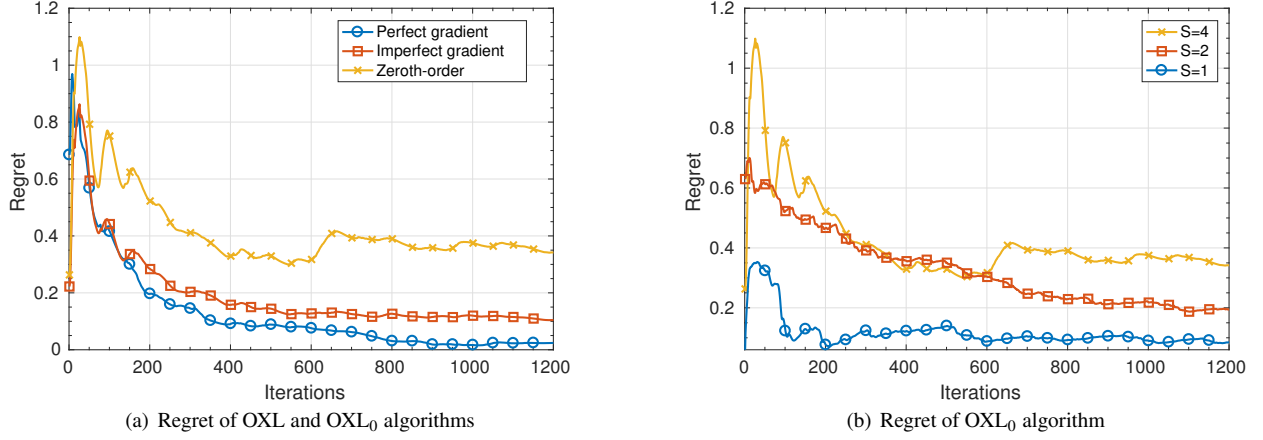 1.2
1
0.8
0.6
0.4
0.2
0
Regret
0 200 400 600 800 1000 1200
Iterations
Perfect gradient
Imperfect gradient
Zeroth-order
(a) Regret of OXL and OXL₀ algorithms
1.2
1
0.8
0.6
0.4
0.2
Regret
0 200 400 600 800 1000 1200
Iterations
S=4
S=2
S=1
(b) Regret of OXL₀ algorithm